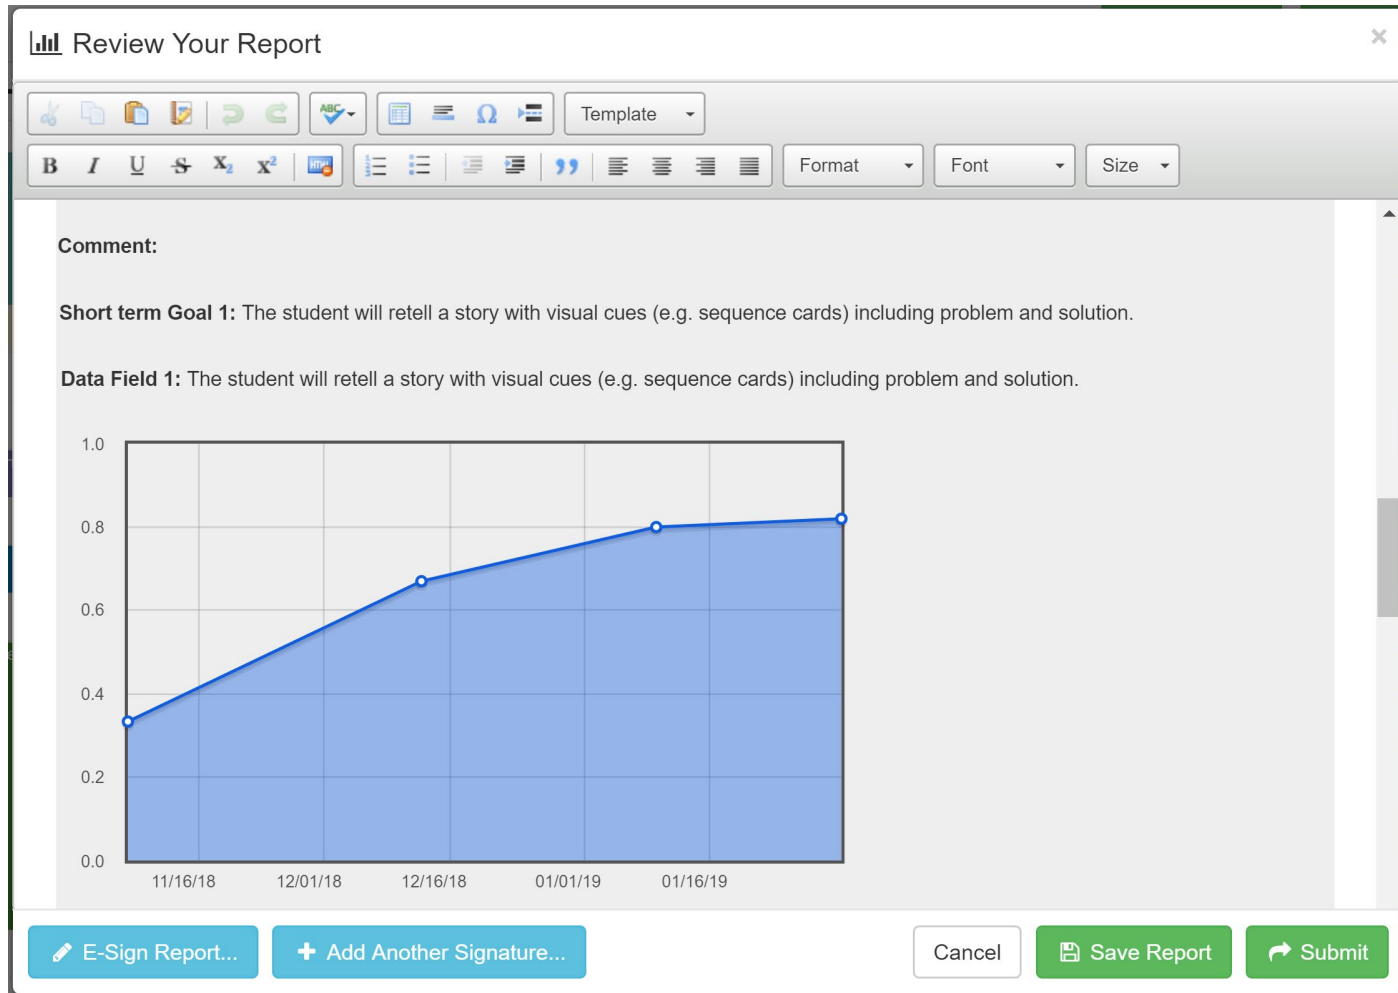 Review Your Report
×
ABC
Ω
Template
B I U S X₂ X²
HTML
Format
Font
Size
Comment:
Short term Goal 1: The student will retell a story with visual cues (e.g. sequence cards) including problem and solution.
Data Field 1: The student will retell a story with visual cues (e.g. sequence cards) including problem and solution.
1.0
0.8
0.6
0.4
0.2
0.0
11/16/18 12/01/18 12/16/18 01/01/19 01/16/19
E-Sign Report...
+ Add Another Signature...
Cancel
Save Report
Submit